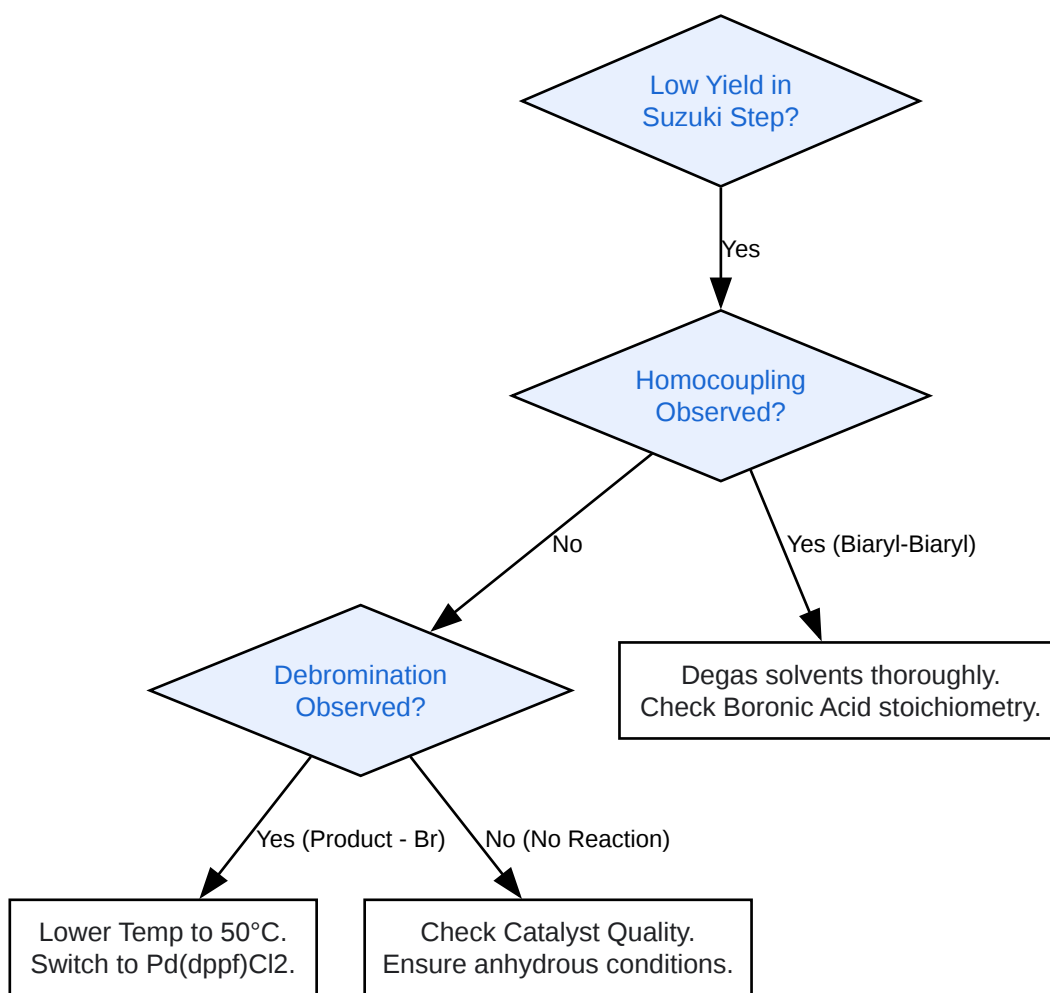 Low Yield in
Suzuki Step?
Yes
Homocoupling
Observed?
No
Yes (Biaryl-Biaryl)
Debromination
Observed?
Degas solvents thoroughly.
Check Boronic Acid stoichiometry.
Yes (Product - Br)
No (No Reaction)
Lower Temp to 50°C.
Switch to Pd(dppf)Cl2.
Check Catalyst Quality.
Ensure anhydrous conditions.